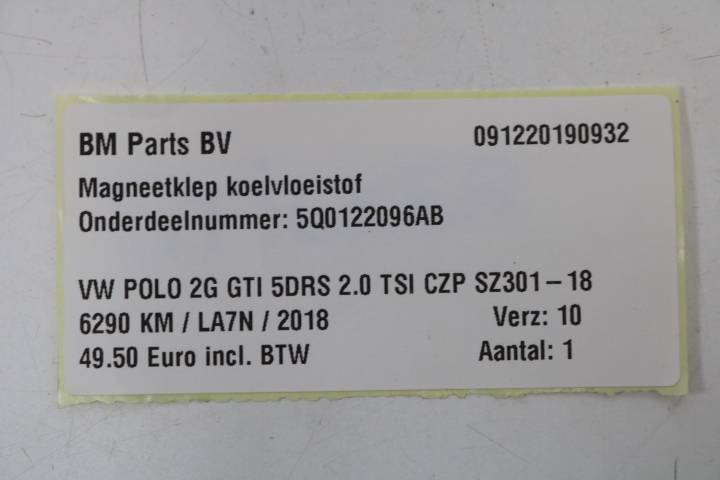 BM Parts BV 091220190932
Magneetklep koelvloeistof
Onderdeelnummer: 5Q0122096AB
VW POLO 2G GTI 5DRS 2.0 TSI CZP SZ301-18
6290 KM / LA7N / 2018 Verz: 10
49.50 Euro incl. BTW Aantal: 1